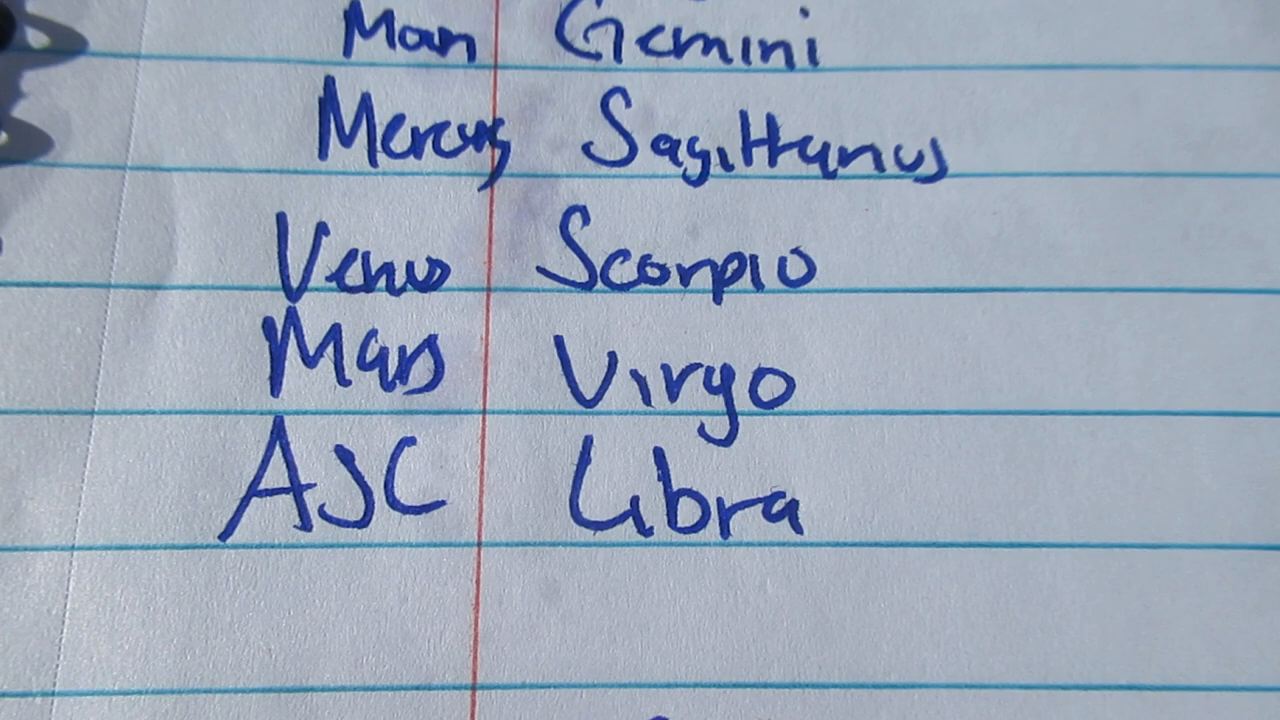 Moon Gemini
Mercury Sagittarius
Venus Scorpio
Mars Virgo
ASC Libra